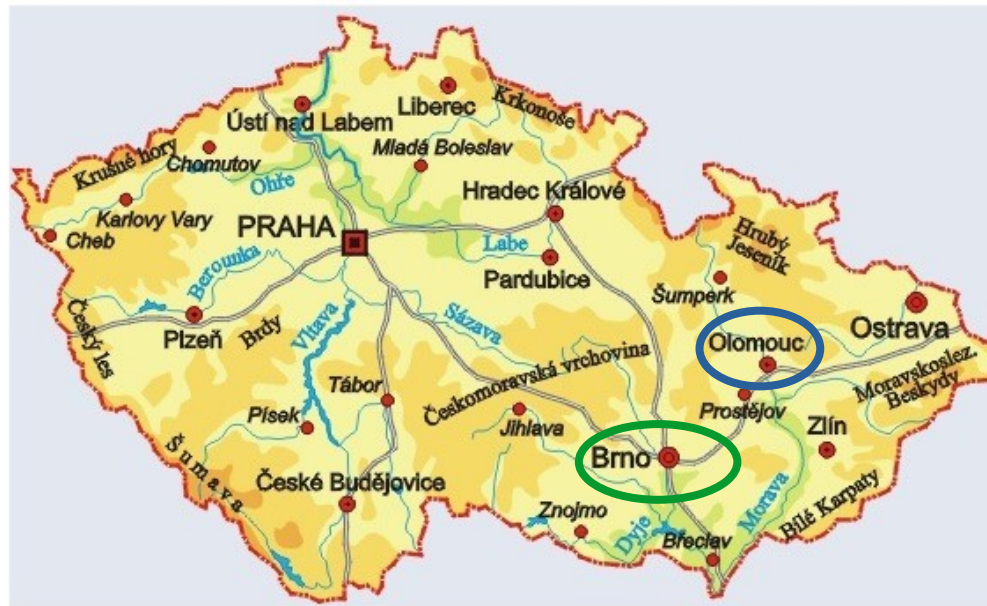 Liberec
Krkonoše
Ústí nad Labem
Krušné hory
Chomutov
Mladá Boleslav
Ohře
Karlovy Vary
Hradec Králové
Cheb
PRAHA
Labe
Hrubý
Jeseník
Pardubice
Berounka
Šumperk
Český les
Plzeň
Brdy
Vltava
Sázava
Ostrava
Olomouc
Českomoravská vrchovina
Moravskoslez.
Beskydy
Tábor
Prostějov
Písek
Jihlava
Zlín
Šumava
Brno
České Budějovice
Morava
Bílé Karpaty
Znojmo
Dyje
Břeclav